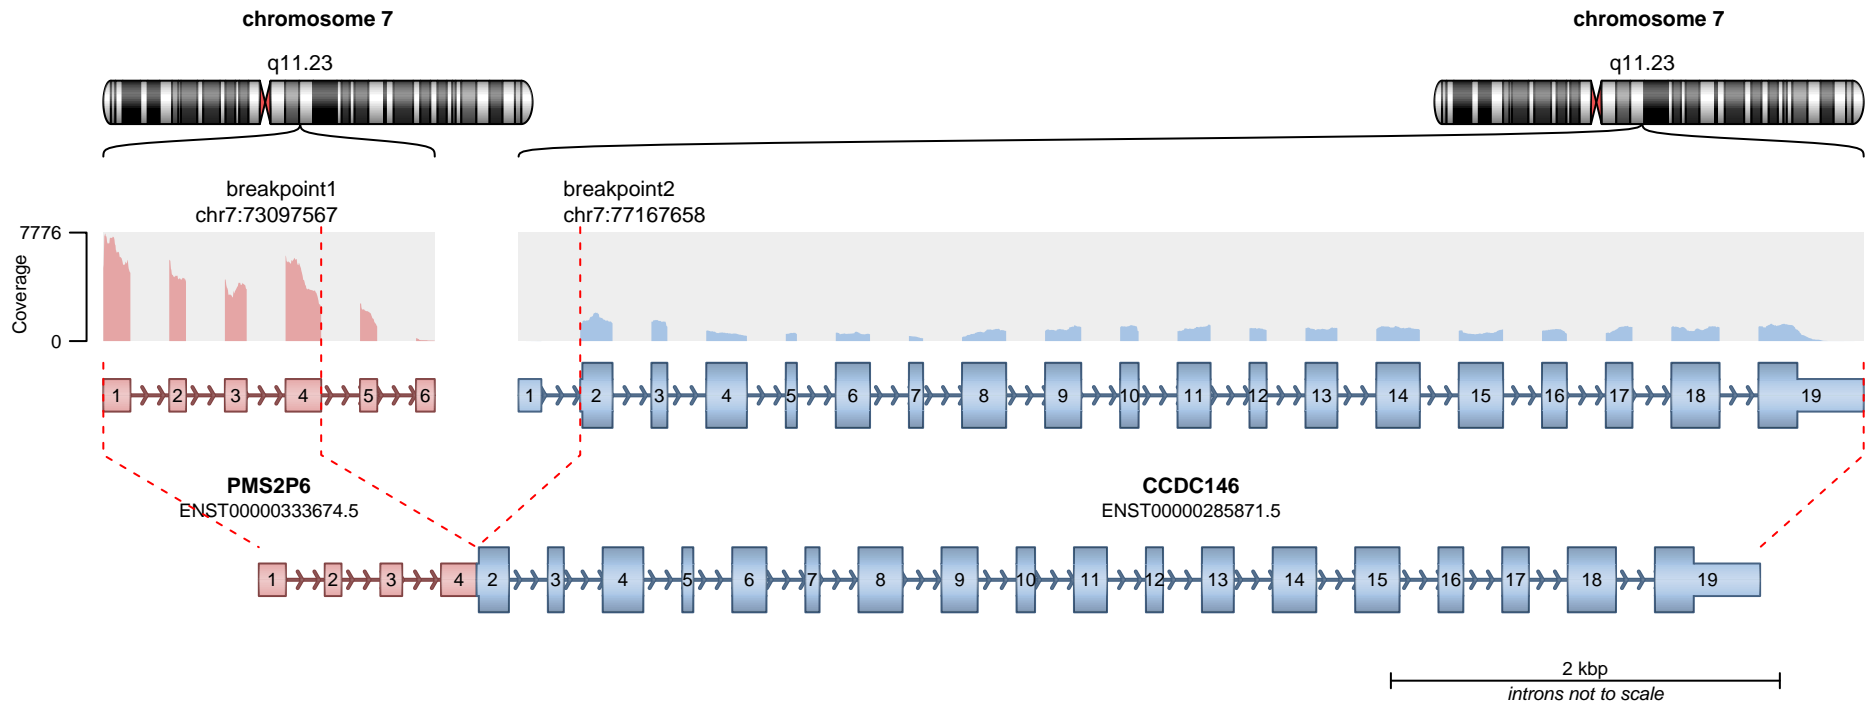 chromosome 7
chromosome 7
q11.23
q11.23
breakpoint1
chr7:73097567
breakpoint2
chr7:77167658
7776
Coverage
0
1 2 3 4 5 6
1 2 3 4 5 6 7 8 9 10 11 12 13 14 15 16 17 18 19
PMS2P6
ENST00000333674.5
CCDC146
ENST00000285871.5
1 2 3 4 2 3 4 5 6 7 8 9 10 11 12 13 14 15 16 17 18 19
2 kbp
introns not to scale